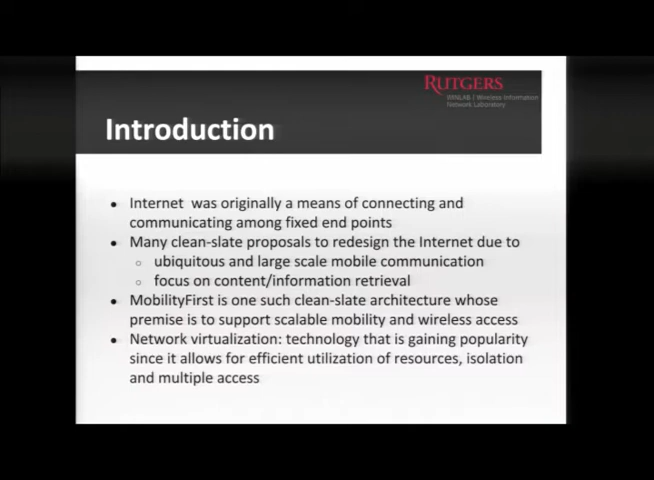 RUTGERS
WINLAB | Wireless Information
Network Laboratory
Introduction
• Internet was originally a means of connecting and
communicating among fixed end points
• Many clean-slate proposals to redesign the Internet due to
○ ubiquitous and large scale mobile communication
○ focus on content/information retrieval
• MobilityFirst is one such clean-slate architecture whose
premise is to support scalable mobility and wireless access
• Network virtualization: technology that is gaining popularity
since it allows for efficient utilization of resources, isolation
and multiple access